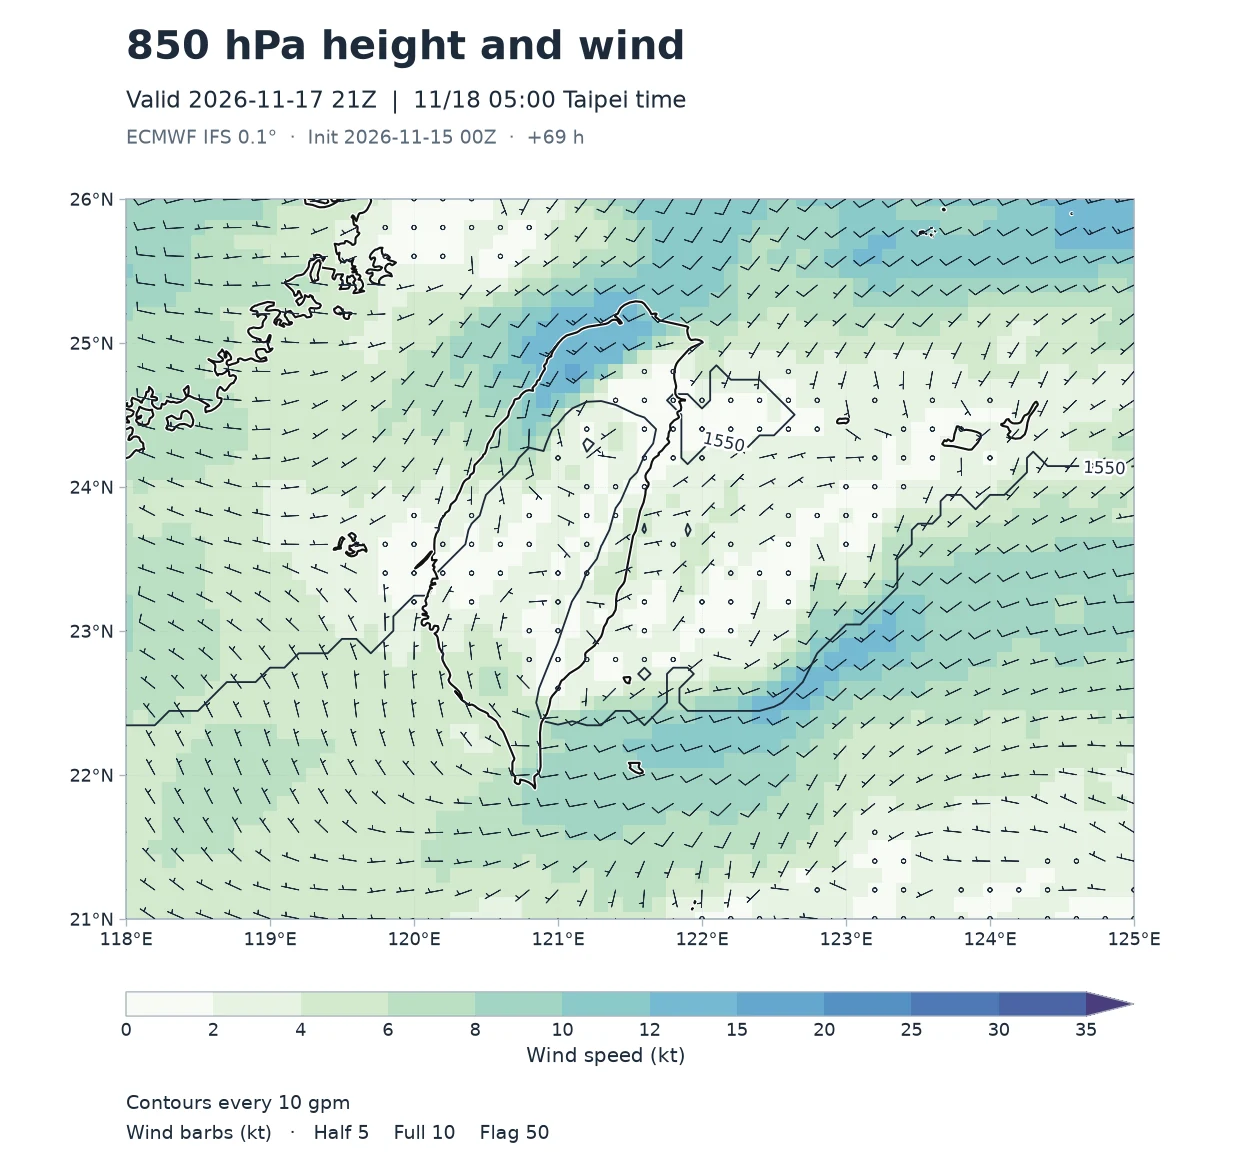 850 hPa height and wind
Valid 2026-11-17 21Z | 11/18 05:00 Taipei time
ECMWF IFS 0.1° · Init 2026-11-15 00Z · +69 h
26°N
25°N
24°N
23°N
22°N
21°N
1550
1550
118°E 119°E 120°E 121°E 122°E 123°E 124°E 125°E
0 2 4 6 8 10 12 15 20 25 30 35
Wind speed (kt)
Contours every 10 gpm
Wind barbs (kt) · Half 5 Full 10 Flag 50